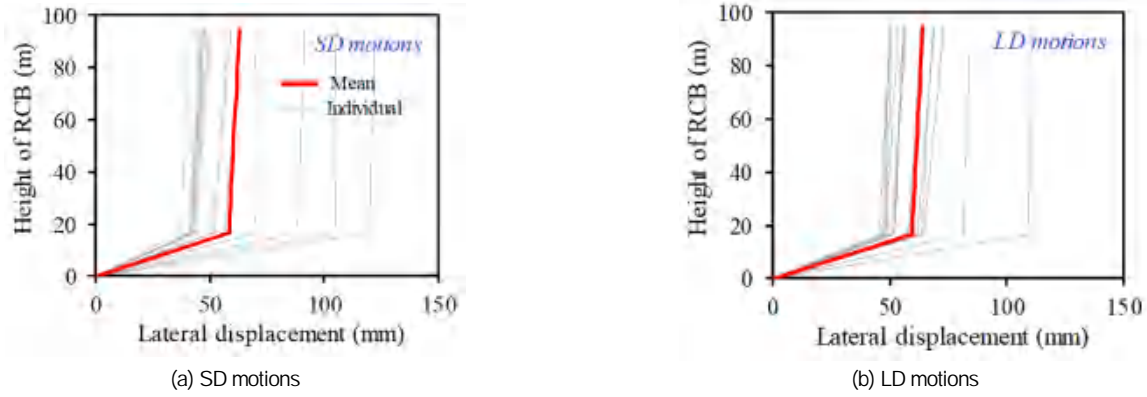 100
80
60
40
20
0
Height of RCB (m)
SD motions
Mean
Individual
0
50
100
150
Lateral displacement (mm)
(a) SD motions
100
80
60
40
20
0
Height of RCB (m)
LD motions
0
50
100
150
Lateral displacement (mm)
(b) LD motions